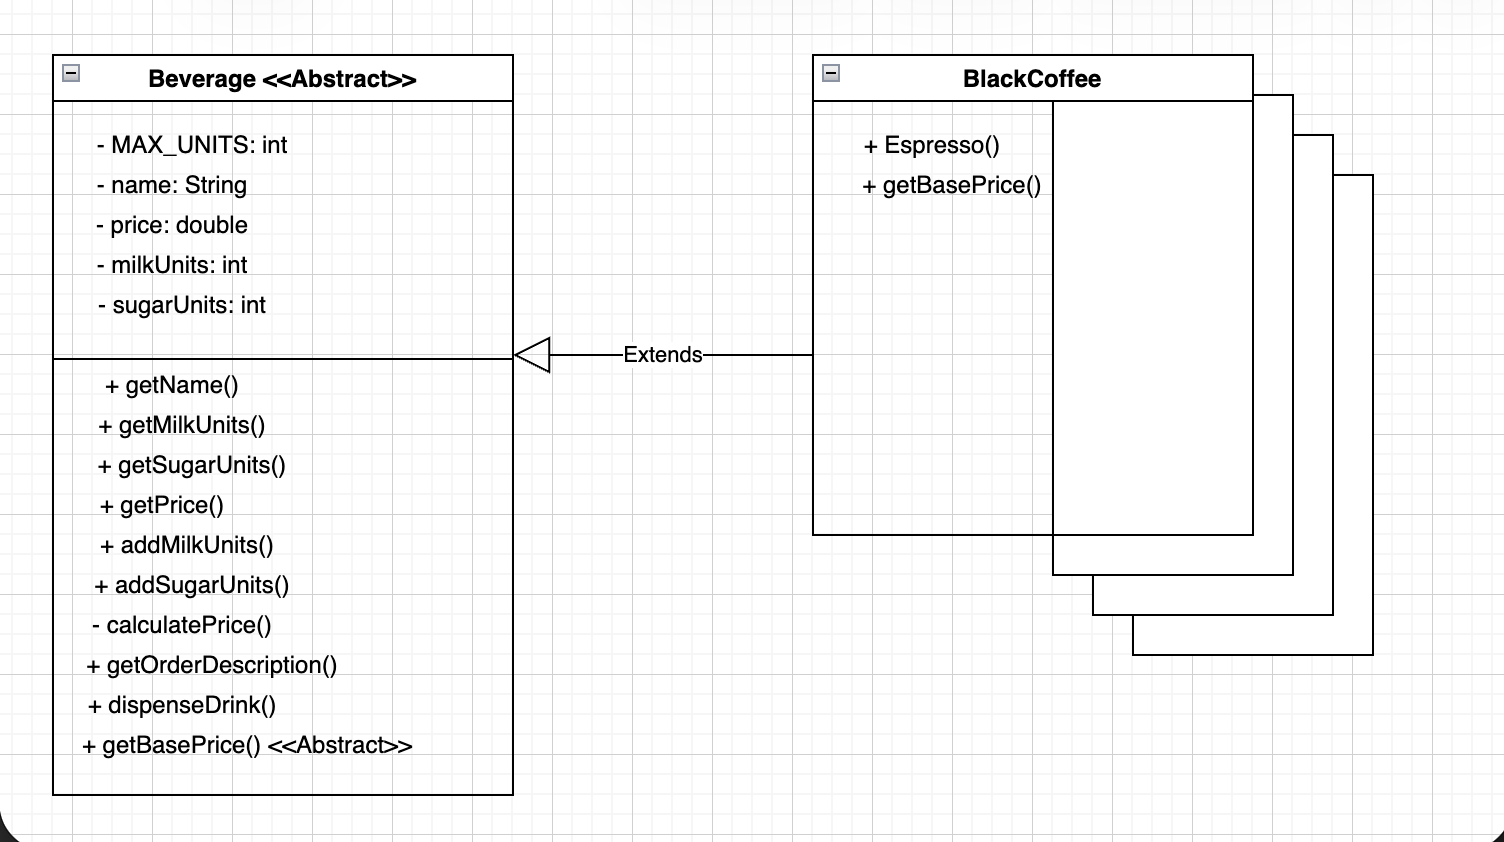 Beverage <<Abstract>>
- MAX_UNITS: int
- name: String
- price: double
- milkUnits: int
- sugarUnits: int
+ getName()
+ getMilkUnits()
+ getSugarUnits()
+ getPrice()
+ addMilkUnits()
+ addSugarUnits()
- calculatePrice()
+ getOrderDescription()
+ dispenseDrink()
+ getBasePrice() <<Abstract>>
Extends
BlackCoffee
+ Espresso()
+ getBasePrice()